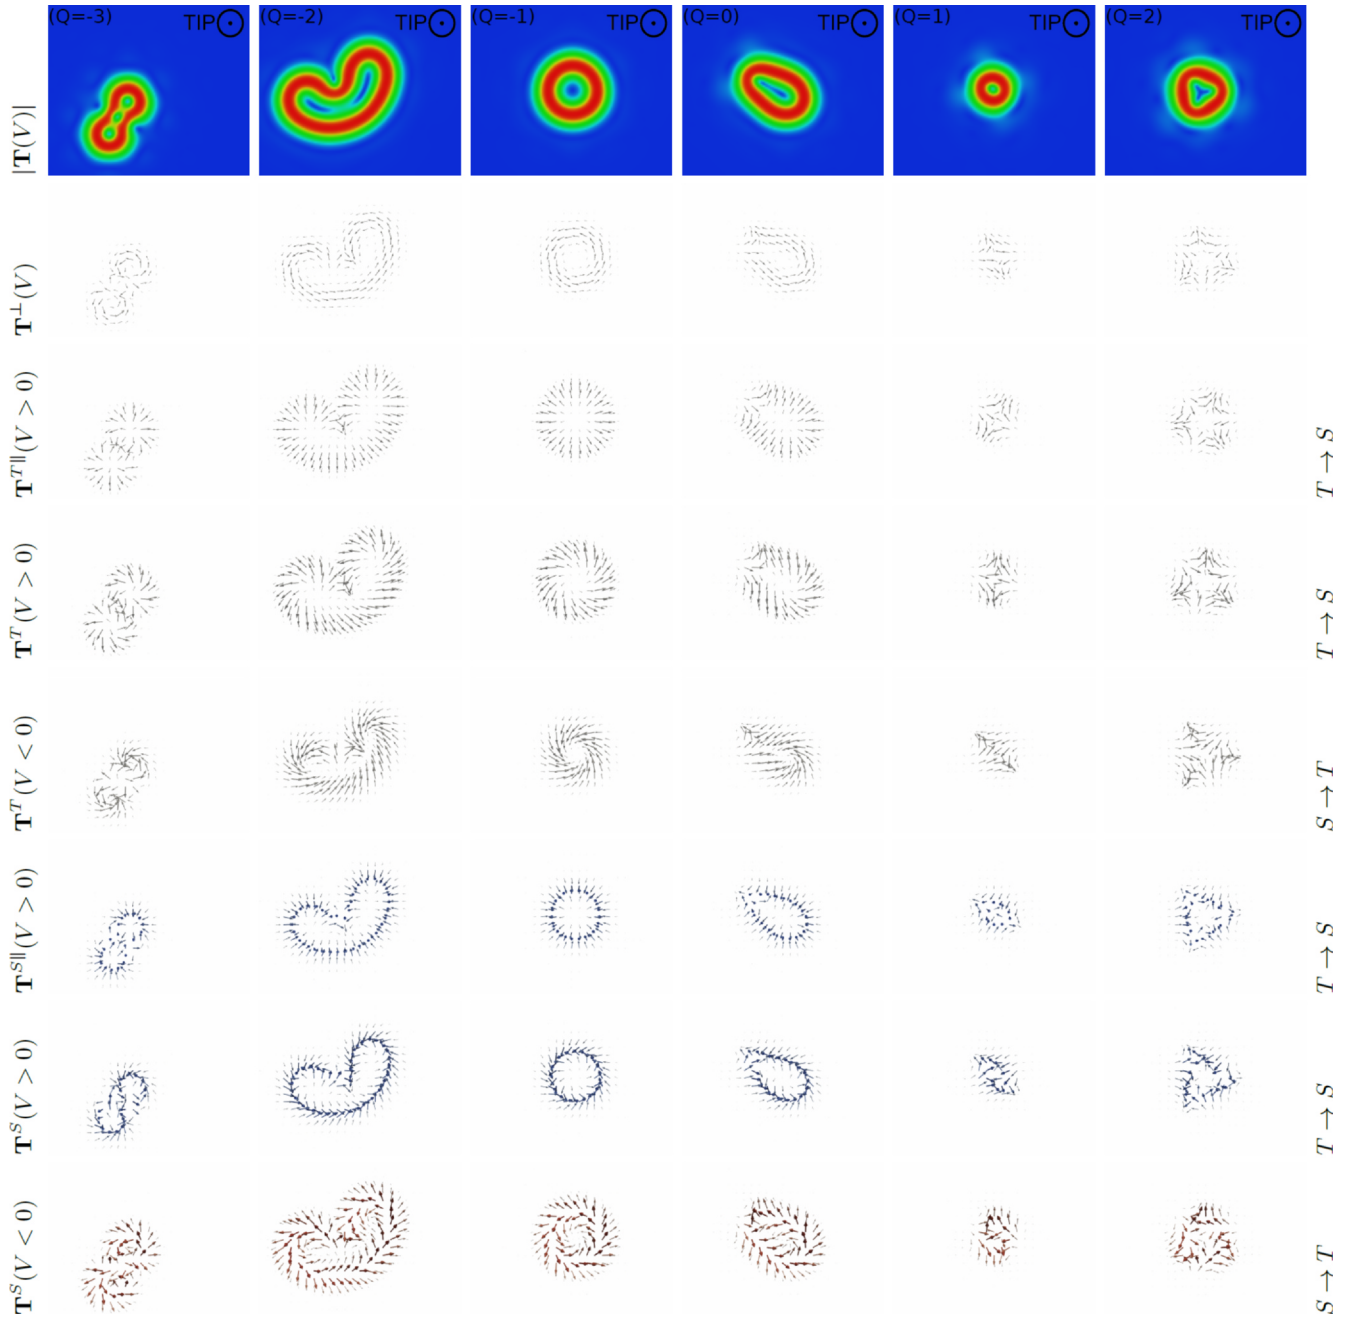 (Q=-3) TIP
(Q=-2) TIP
(Q=-1) TIP
(Q=0) TIP
(Q=1) TIP
(Q=2) TIP
|T(V)|
T⊥(V)
T^{T∥}(V > 0)
T → S
T^T(V > 0)
T → S
T^T(V < 0)
S → T
T^{S∥}(V > 0)
T → S
T^S(V > 0)
T → S
T^S(V < 0)
S → T